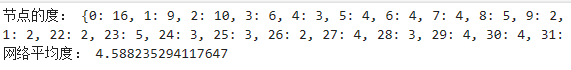 节点的度： {0: 16, 1: 9, 2: 10, 3: 6, 4: 3, 5: 4, 6: 4, 7: 4, 8: 5, 9: 2,
1: 2, 22: 2, 23: 5, 24: 3, 25: 3, 26: 2, 27: 4, 28: 3, 29: 4, 30: 4, 31:
网络平均度： 4.588235294117647